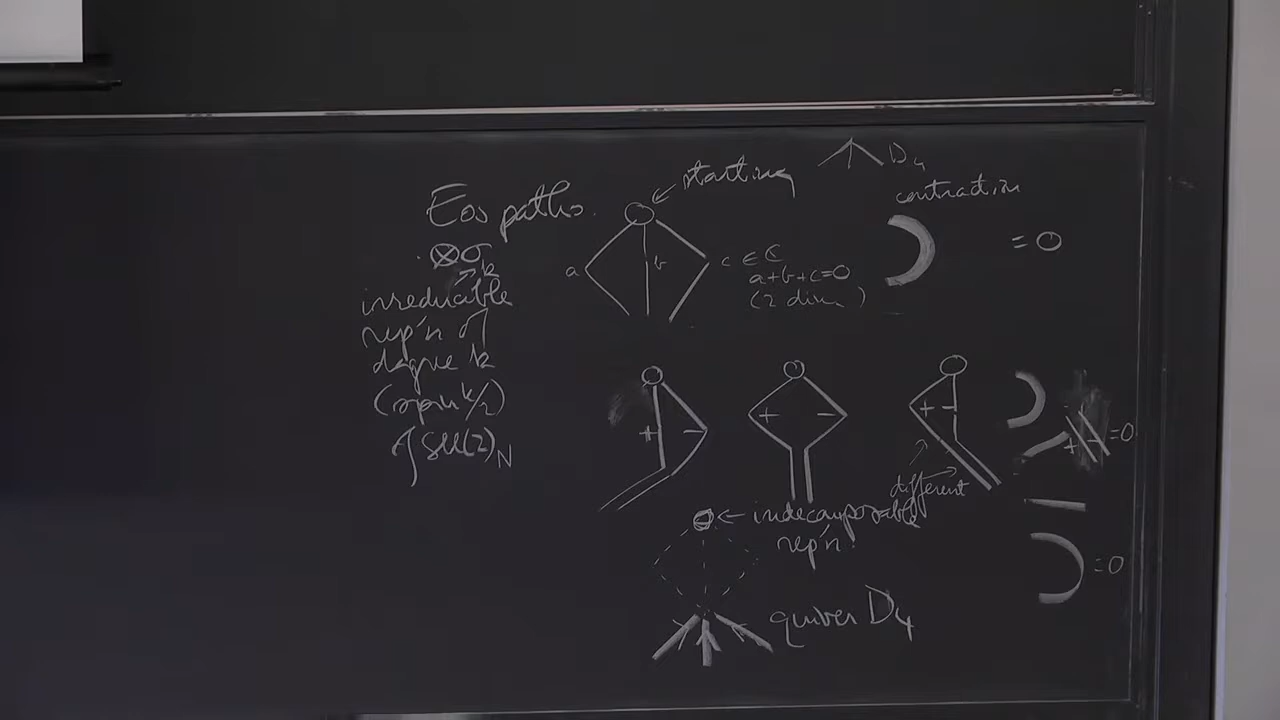 starting
D4
contraction
Ess paths.
a
b
c ∈ ℂ
a+b+c=0
(2 dim)
= 0
. ⊗ σk
irreducible
rep'n of
degree k
(spin k/2)
of SU(2)N
+ -
+ -
+ -
+ =0
different
← indecomposable
rep'n.
=0
quiver D4